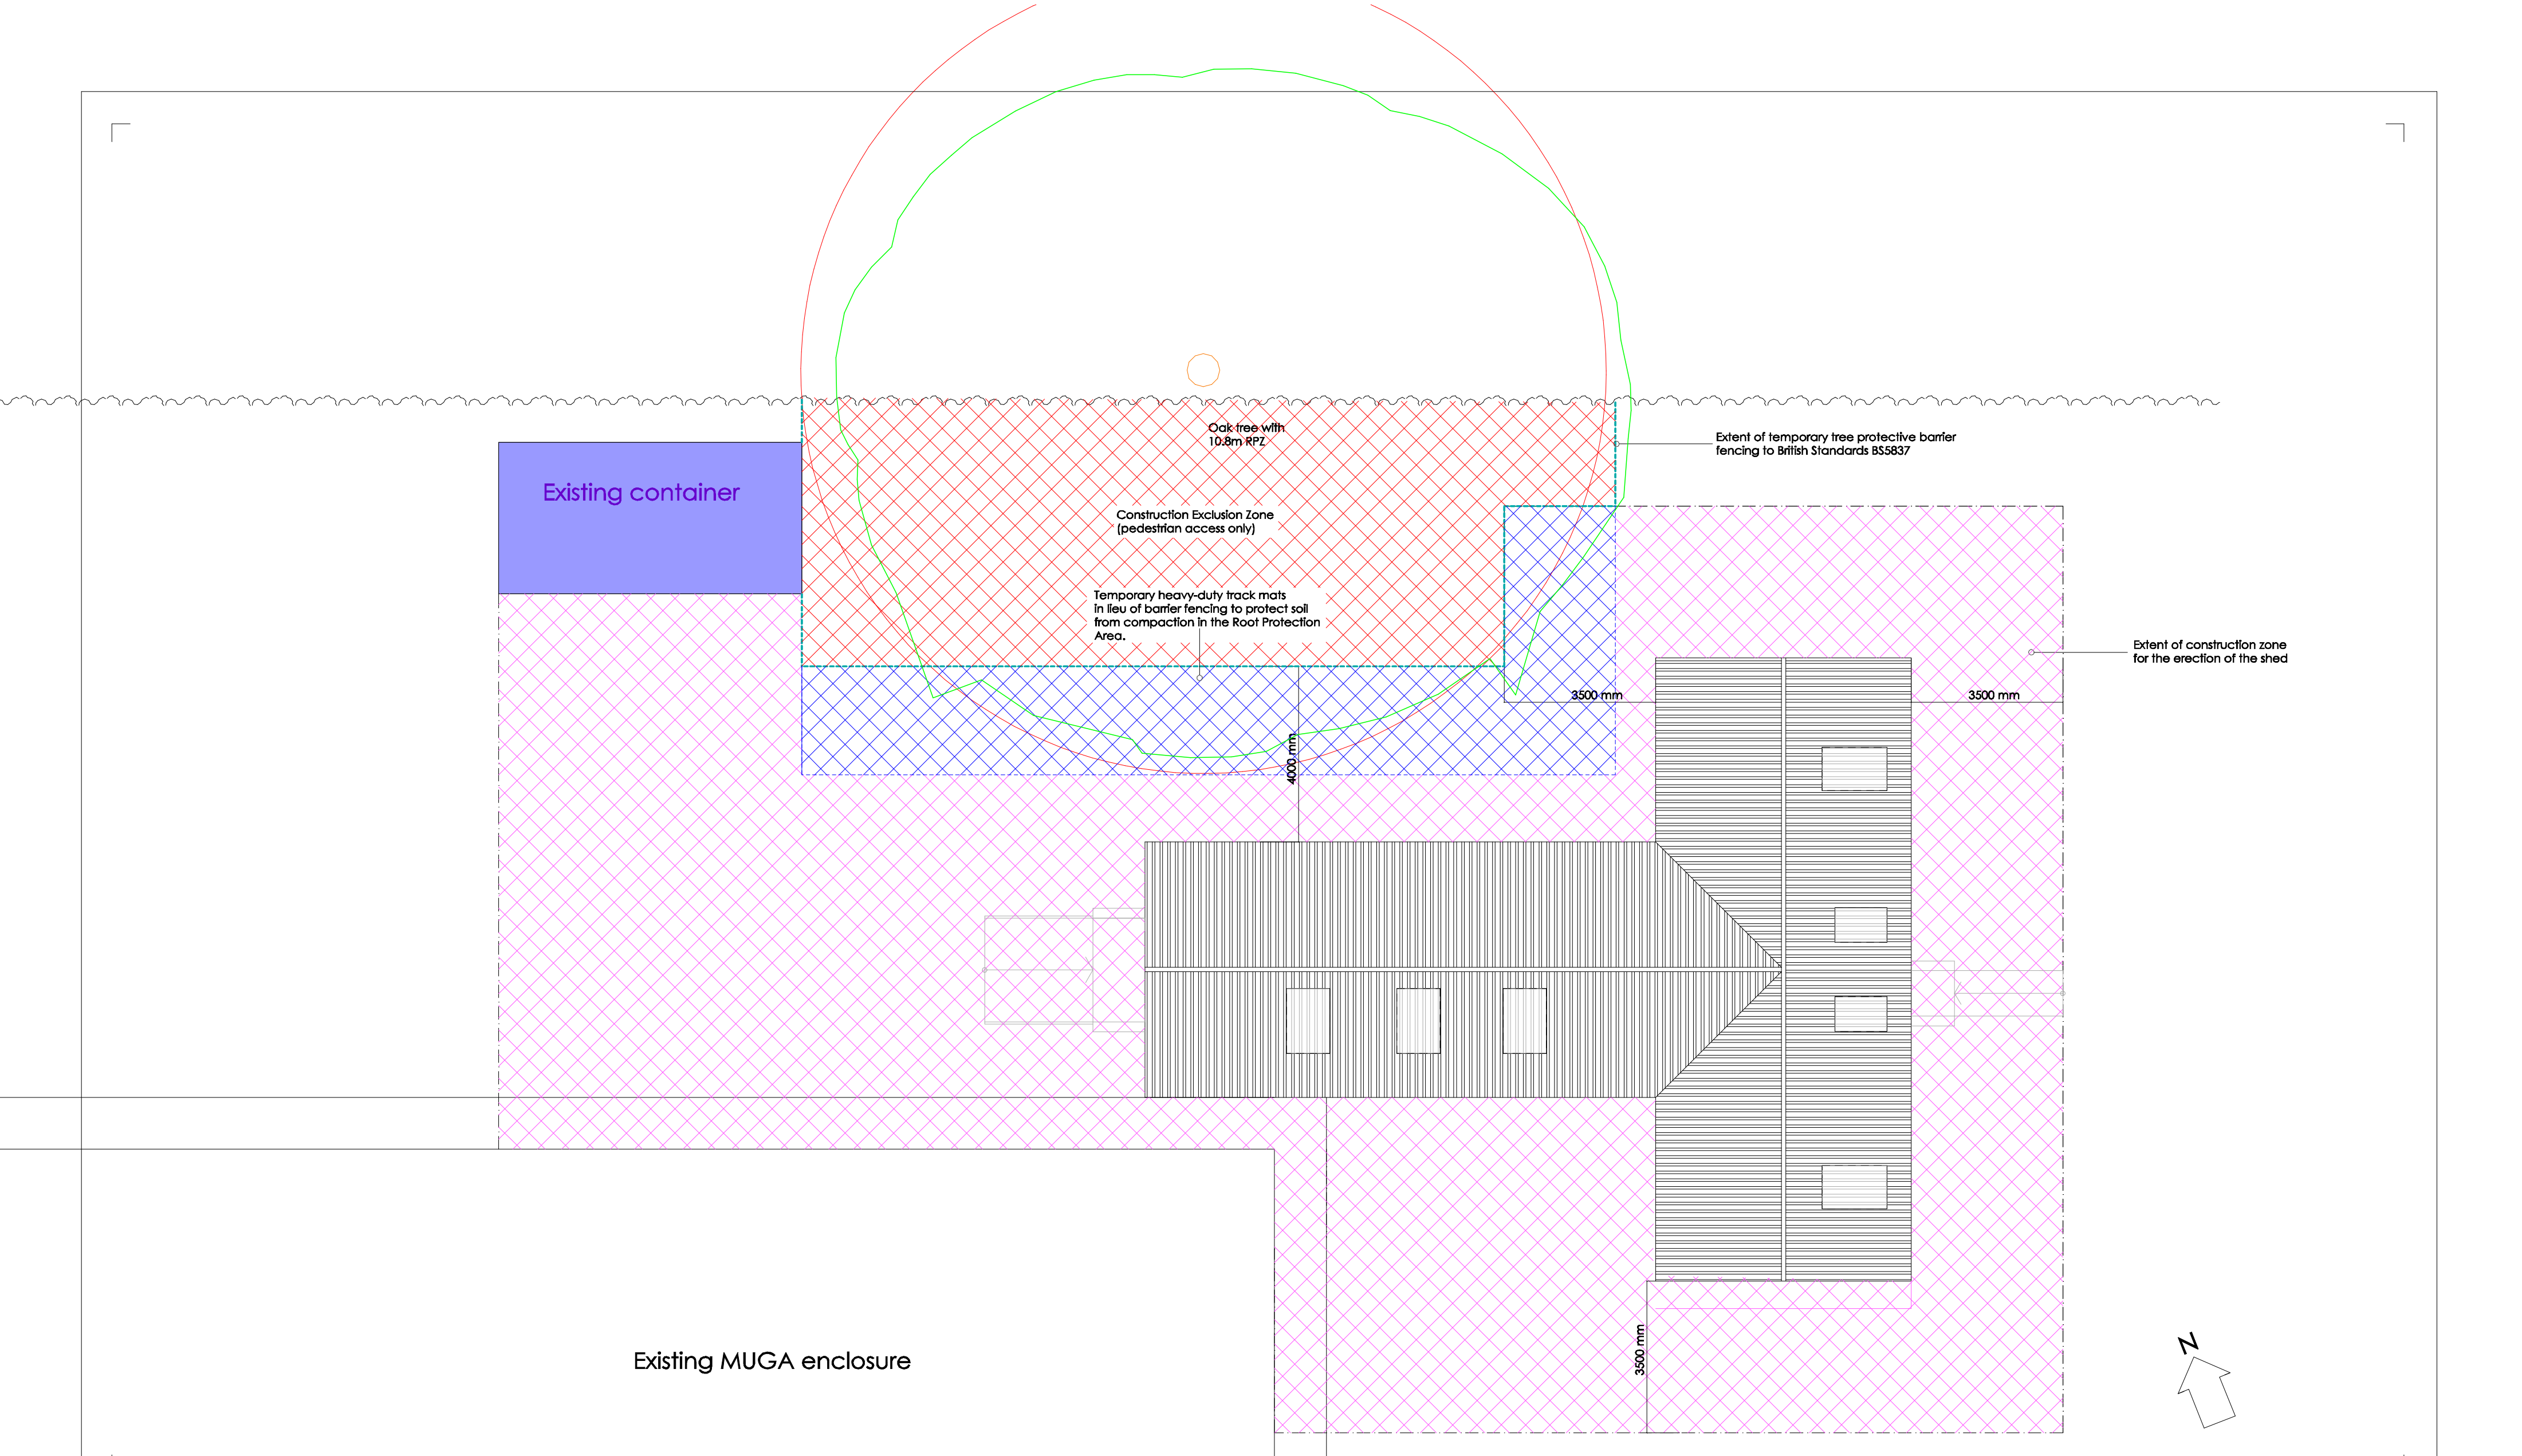 Oak tree with
10.8m RPZ
Extent of temporary tree protective barrier
fencing to British Standards BS5837
Existing container
Construction Exclusion Zone
(pedestrian access only)
Temporary heavy-duty track mats
in lieu of barrier fencing to protect soil
from compaction in the Root Protection
Area.
Extent of construction zone
for the erection of the shed
3500 mm
3500 mm
4000 mm
Existing MUGA enclosure
3500 mm
N